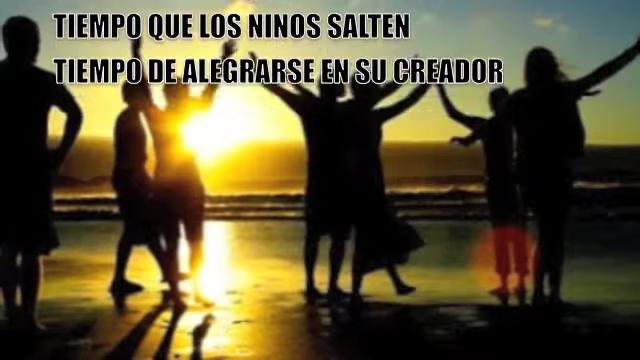 TIEMPO QUE LOS NINOS SALTEN
TIEMPO DE ALEGRARSE EN SU CREADOR